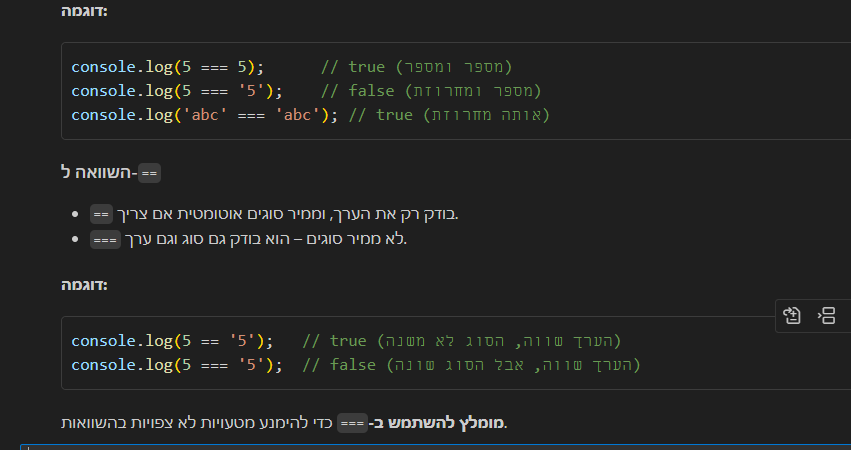 דוגמה:
console.log(5 === 5);      // true (מספר ומספר)
console.log(5 === '5');    // false (מספר ומחרוזת)
console.log('abc' === 'abc'); // true (אותה מחרוזת)
השוואה ל-==
== בודק רק את הערך, וממיר סוגים אוטומטית אם צריך.
=== לא ממיר סוגים – הוא בודק גם סוג וגם ערך.
דוגמה:
console.log(5 == '5');   // true (הערך שווה, הסוג לא משנה)
console.log(5 === '5');  // false (הערך שווה, אבל הסוג שונה)
מומלץ להשתמש ב-=== כדי להימנע מטעויות לא צפויות בהשוואות.